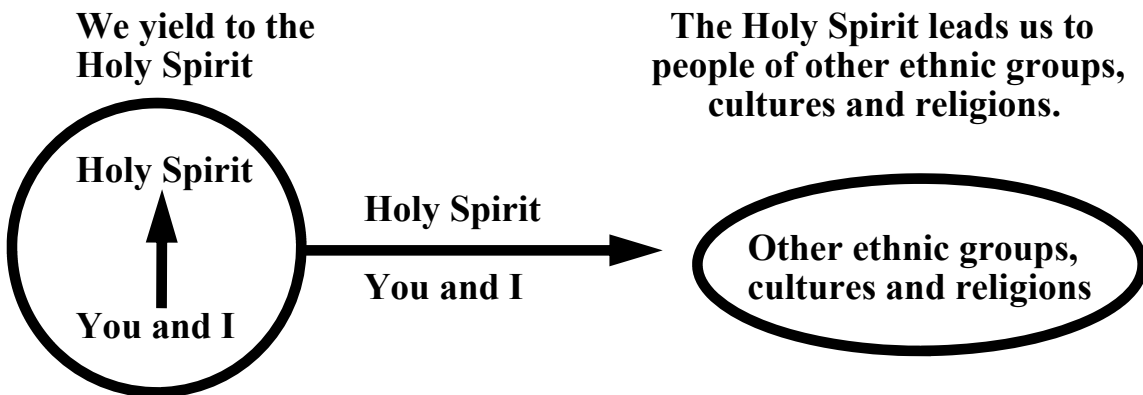 We yield to the
Holy Spirit
The Holy Spirit leads us to
people of other ethnic groups,
cultures and religions.
Holy Spirit
You and I
Holy Spirit
You and I
Other ethnic groups,
cultures and religions